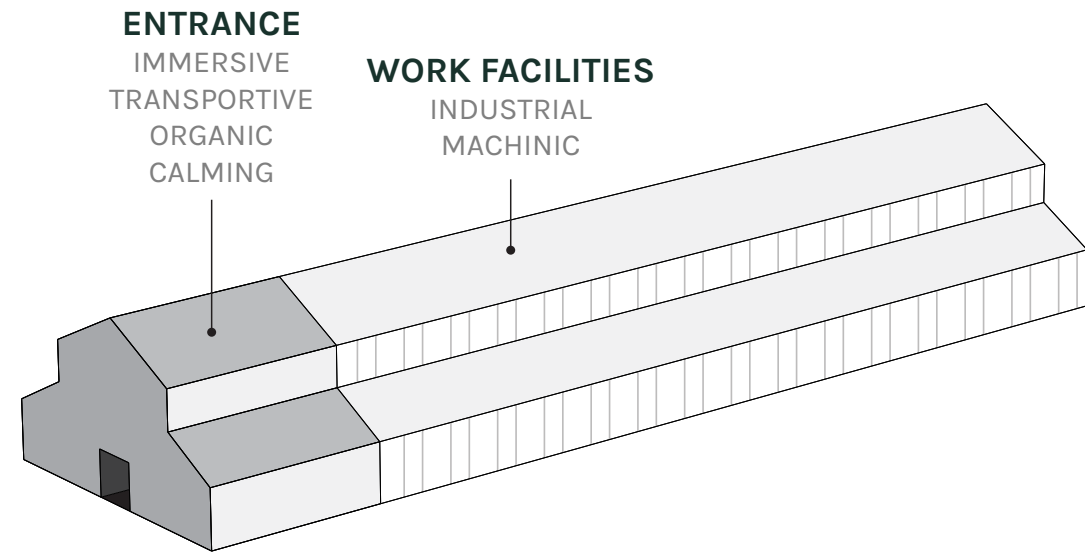 ENTRANCE
IMMERSIVE
TRANSPORTIVE
ORGANIC
CALMING
WORK FACILITIES
INDUSTRIAL
MACHINIC